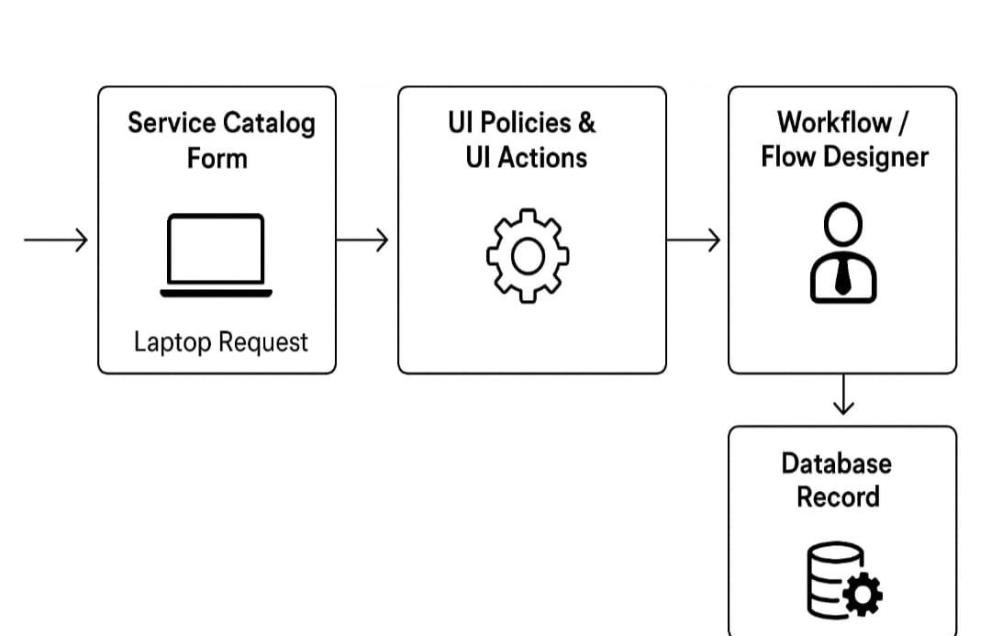 Service Catalog
Form
Laptop Request
UI Policies &
UI Actions
Workflow /
Flow Designer
Database
Record